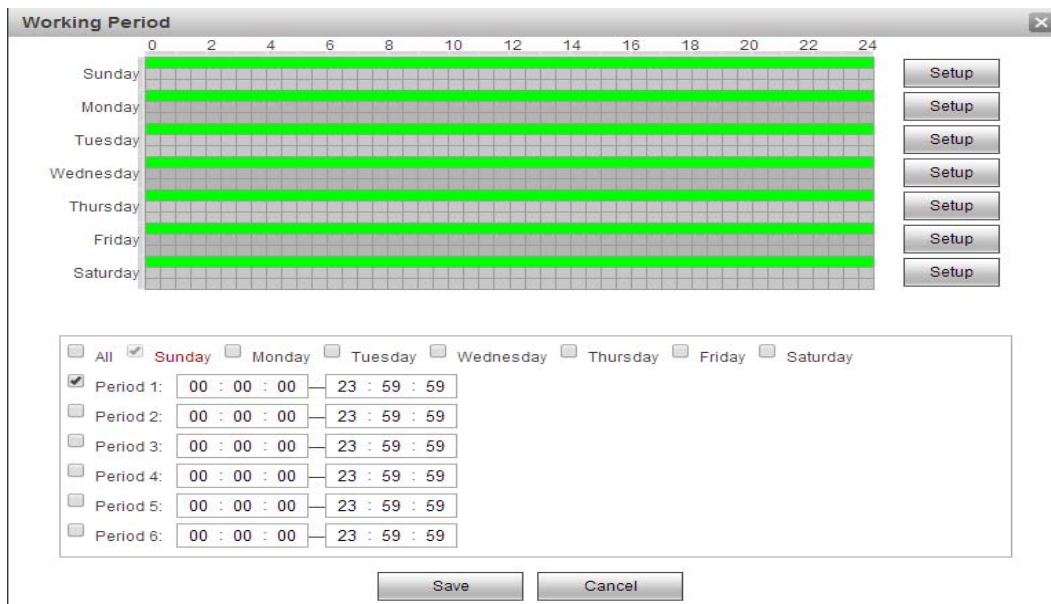 Working Period
0 2 4 6 8 10 12 14 16 18 20 22 24
Sunday Setup
Monday Setup
Tuesday Setup
Wednesday Setup
Thursday Setup
Friday Setup
Saturday Setup
All Sunday Monday Tuesday Wednesday Thursday Friday Saturday
Period 1: 00 : 00 : 00 — 23 : 59 : 59
Period 2: 00 : 00 : 00 — 23 : 59 : 59
Period 3: 00 : 00 : 00 — 23 : 59 : 59
Period 4: 00 : 00 : 00 — 23 : 59 : 59
Period 5: 00 : 00 : 00 — 23 : 59 : 59
Period 6: 00 : 00 : 00 — 23 : 59 : 59
Save Cancel